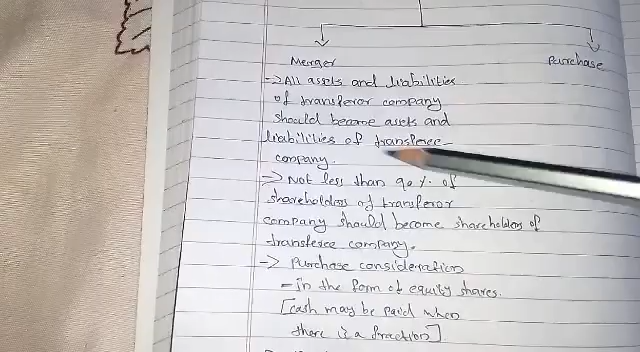 Merger
Purchase
-> All assets and liabilities
of transferor company
should become assets and
liabilities of transferee
company.
-> Not less than 90% of
shareholders of transferor
company should become shareholders of
transferee company.
-> Purchase consideration
- in the form of equity shares.
[cash may be paid when
there is a fraction]